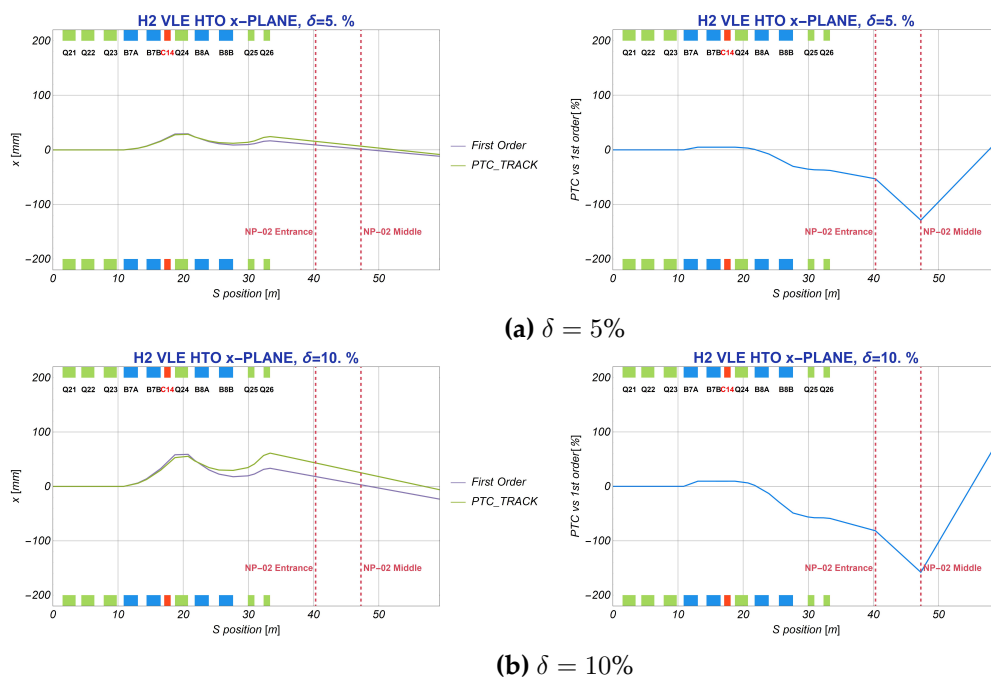 H2 VLE HTO x-PLANE, δ=5. %
200
100
0
-100
-200
x [mm]
Q21 Q22 Q23 B7A B7B C14 Q24 B8A B8B Q25 Q26
NP-02 Entrance
NP-02 Middle
0 10 20 30 40 50
S position [m]
First Order
PTC_TRACK
H2 VLE HTO x-PLANE, δ=5. %
200
100
0
-100
-200
PTC vs 1st order[%]
Q21 Q22 Q23 B7A B7B C14 Q24 B8A B8B Q25 Q26
NP-02 Entrance
NP-02 Middle
0 10 20 30 40 50
S position [m]
(a) δ = 5%
H2 VLE HTO x-PLANE, δ=10. %
200
100
0
-100
-200
x [mm]
Q21 Q22 Q23 B7A B7B C14 Q24 B8A B8B Q25 Q26
NP-02 Entrance
NP-02 Middle
0 10 20 30 40 50
S position [m]
First Order
PTC_TRACK
H2 VLE HTO x-PLANE, δ=10. %
200
100
0
-100
-200
PTC vs 1st order[%]
Q21 Q22 Q23 B7A B7B C14 Q24 B8A B8B Q25 Q26
NP-02 Entrance
NP-02 Middle
0 10 20 30 40 50
S position [m]
(b) δ = 10%